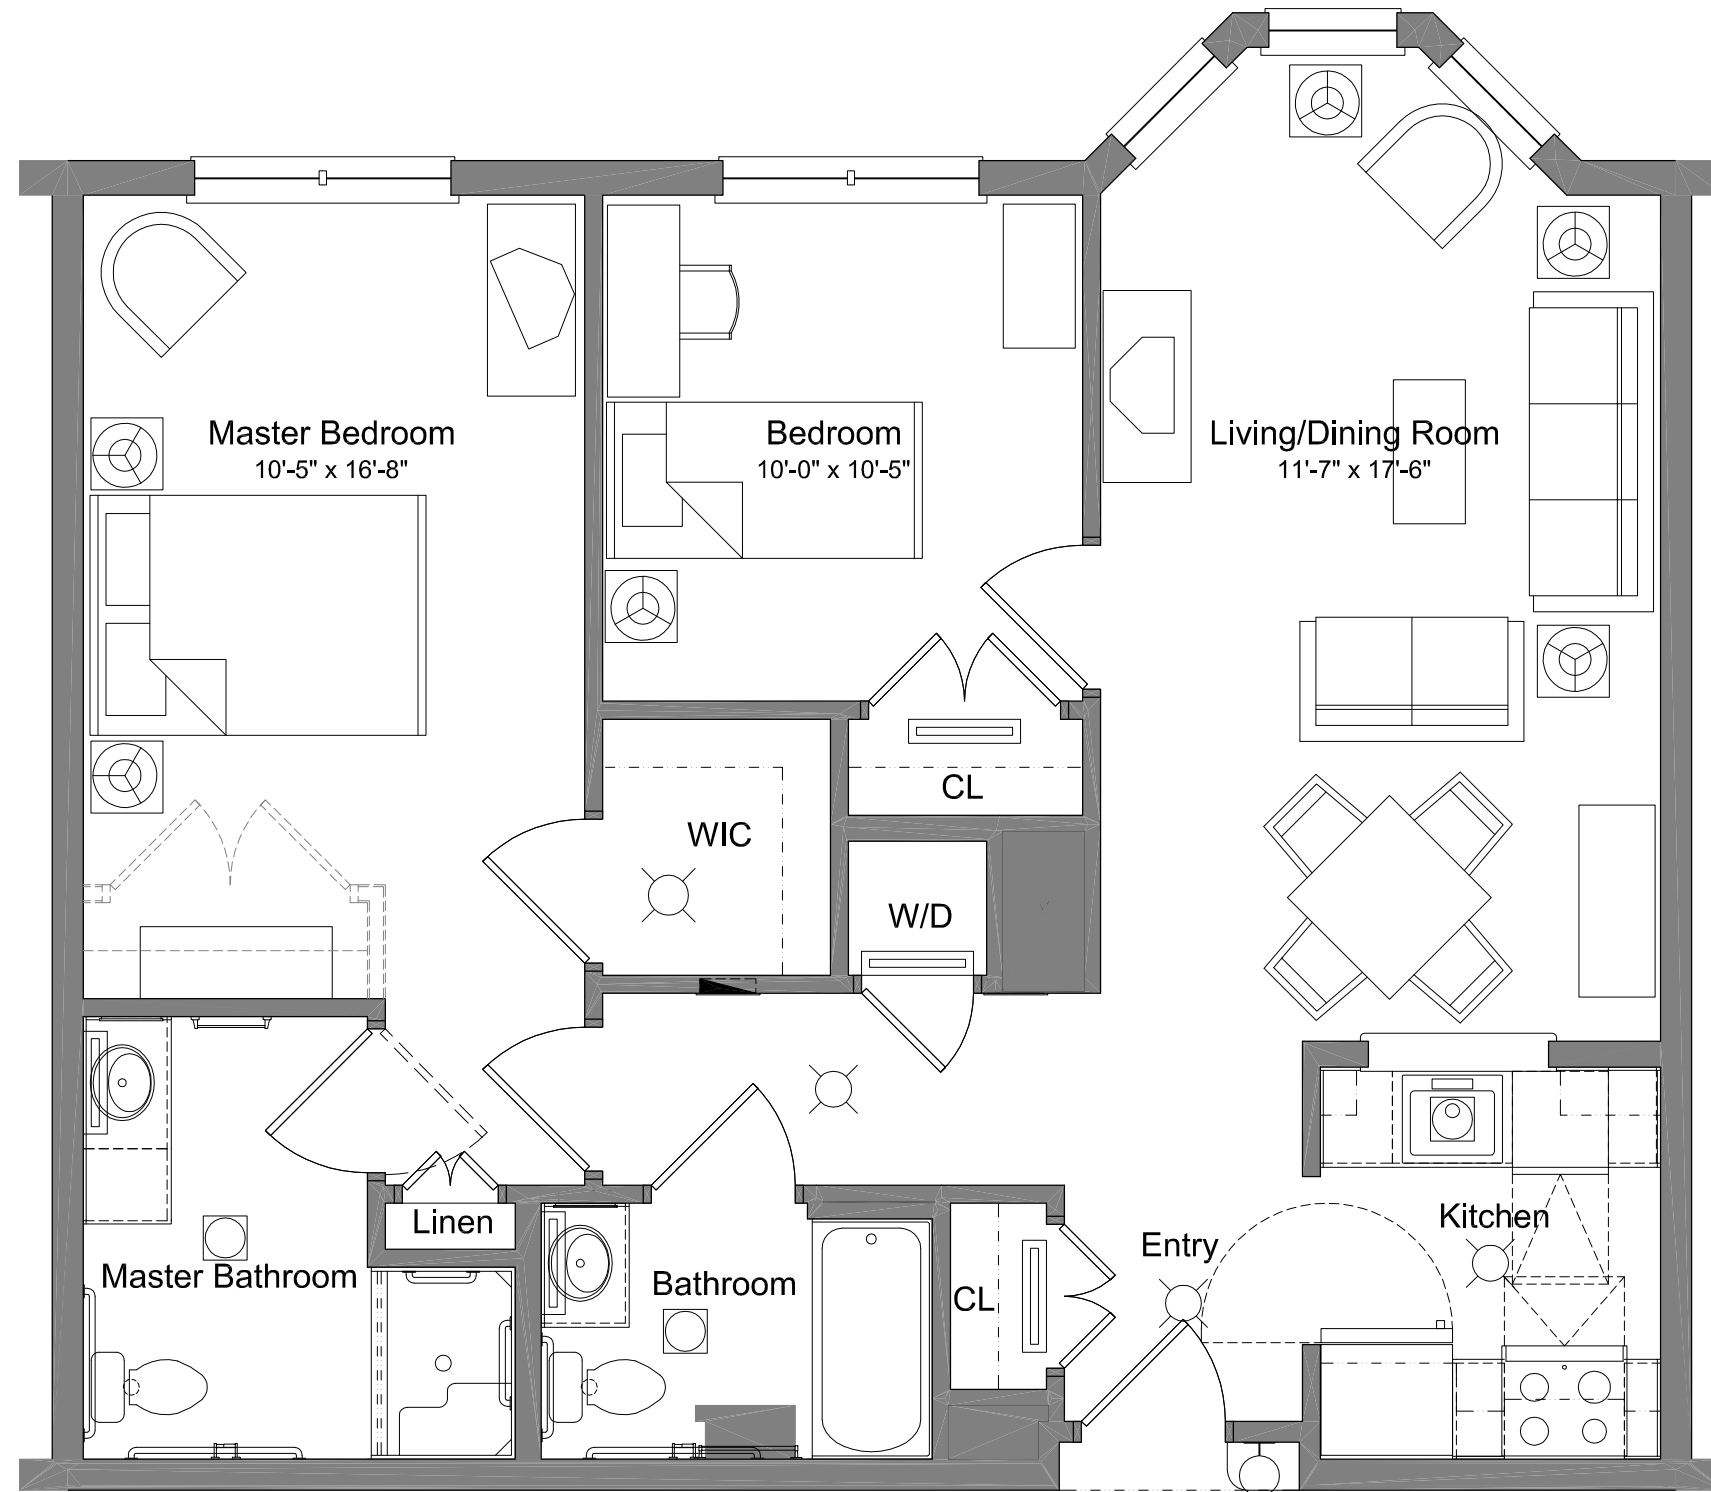 Master Bedroom
10'-5" x 16'-8"
Bedroom
10'-0" x 10'-5"
Living/Dining Room
11'-7" x 17'-6"
CL
WIC
W/D
Linen
Kitchen
Entry
Master Bathroom
Bathroom
CL